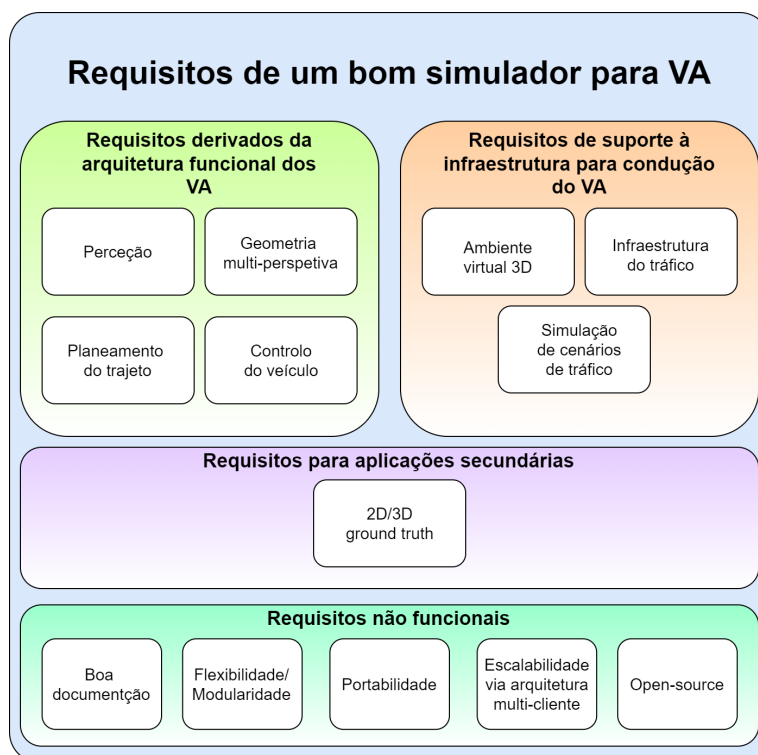 Requisitos de um bom simulador para VA
Requisitos derivados da
arquitetura funcional dos
VA
Perceção
Geometria
multi-perspetiva
Planeamento
do trajeto
Controlo
do veículo
Requisitos de suporte à
infraestrutura para condução
do VA
Ambiente
virtual 3D
Infraestrutura
do tráfico
Simulação
de cenários
de tráfico
Requisitos para aplicações secundárias
2D/3D
ground truth
Requisitos não funcionais
Boa
documentção
Flexibilidade/
Modularidade
Portabilidade
Escalabilidade
via arquitetura
multi-cliente
Open-source